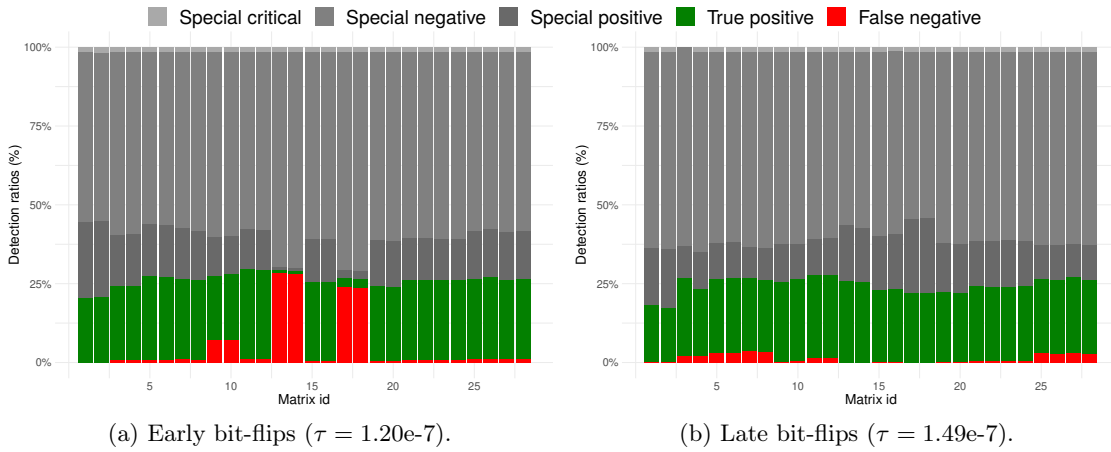 Special critical Special negative Special positive True positive False negative
100%
75%
50%
25%
0%
Detection ratios (%)
5 10 15 20 25
Matrix id
(a) Early bit-flips (τ = 1.20e-7).
100%
75%
50%
25%
0%
Detection ratios (%)
5 10 15 20 25
Matrix id
(b) Late bit-flips (τ = 1.49e-7).